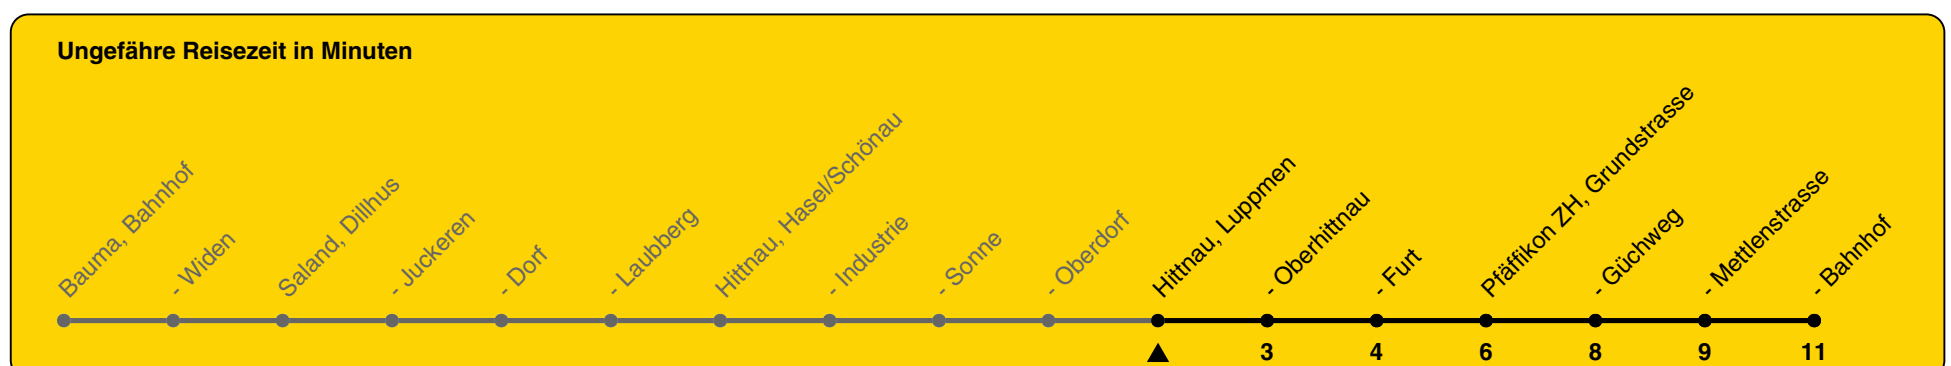 Ungefähre Reisezeit in Minuten
Bauma, Bahnhof
- Widen
Saland, Dillhus
- Juckeren
- Dorf
- Laubberg
Hittnau, Hasel/Schönau
- Industrie
- Sonne
- Oberdorf
Hittnau, Luppmen
- Oberhittnau
- Furt
Pfäffikon ZH, Grundstrasse
- Güchweg
- Mettlenstrasse
- Bahnhof
3 4 6 8 9 11